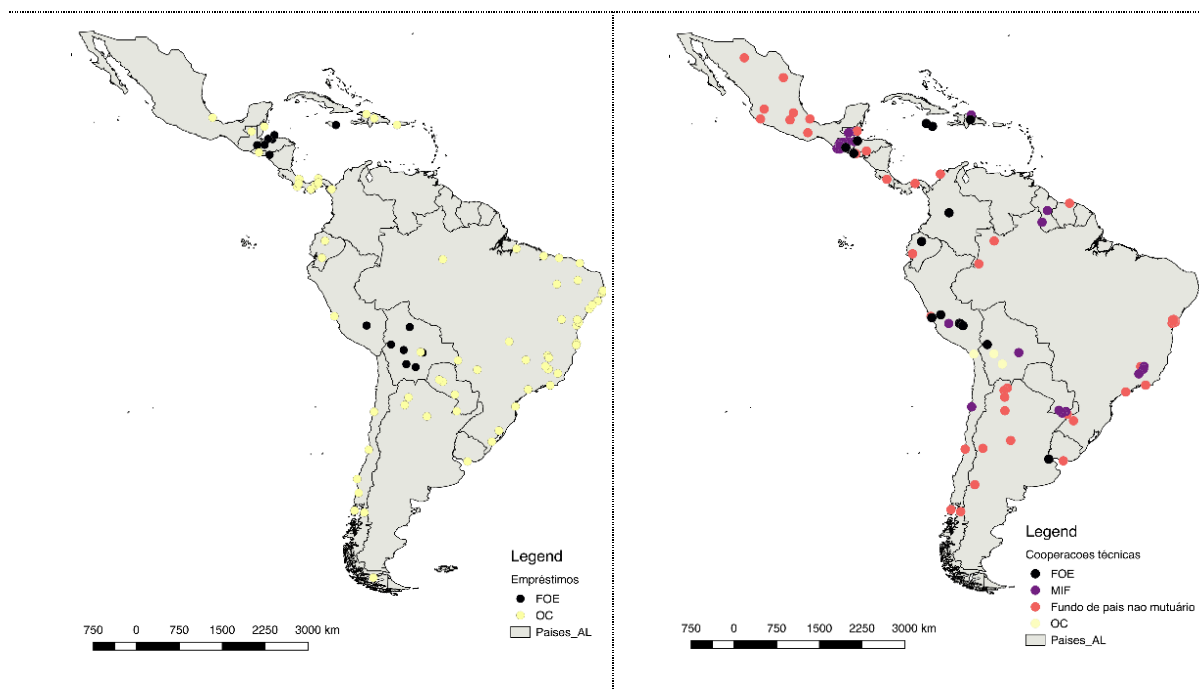 Legend
Empréstimos
FOE
OC
Paises_AL
750 0 750 1500 2250 3000 km
Legend
Cooperacoes técnicas
FOE
MIF
Fundo de pais nao mutuário
OC
Paises_AL
750 0 750 1500 2250 3000 km